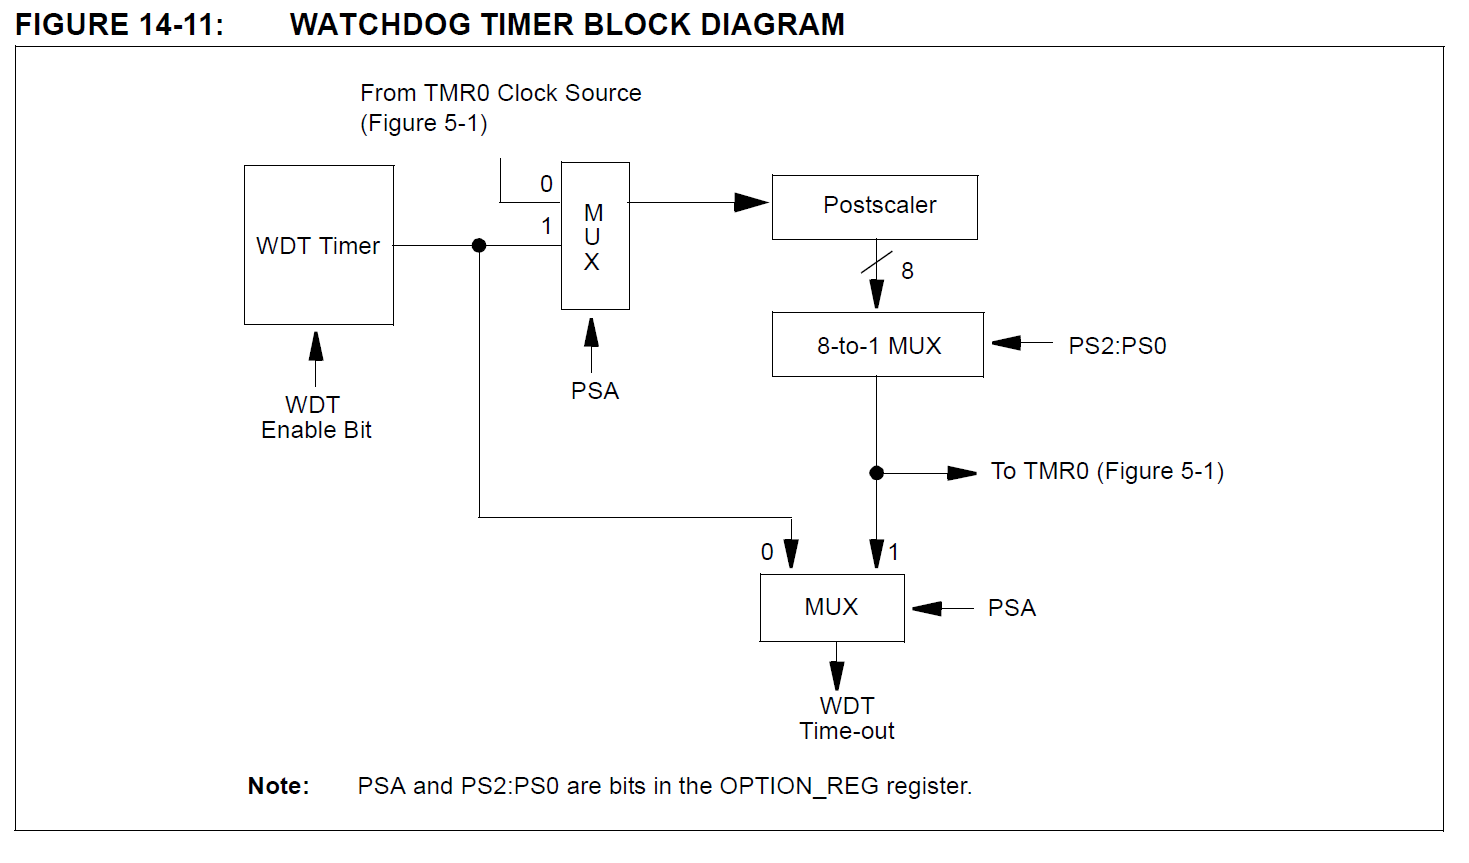 FIGURE 14-11: WATCHDOG TIMER BLOCK DIAGRAM
From TMR0 Clock Source
(Figure 5-1)
0
1
M
U
X
WDT Timer
Postscaler
8
8-to-1 MUX
PS2:PS0
PSA
WDT
Enable Bit
To TMR0 (Figure 5-1)
0
1
MUX
PSA
WDT
Time-out
Note: PSA and PS2:PS0 are bits in the OPTION_REG register.